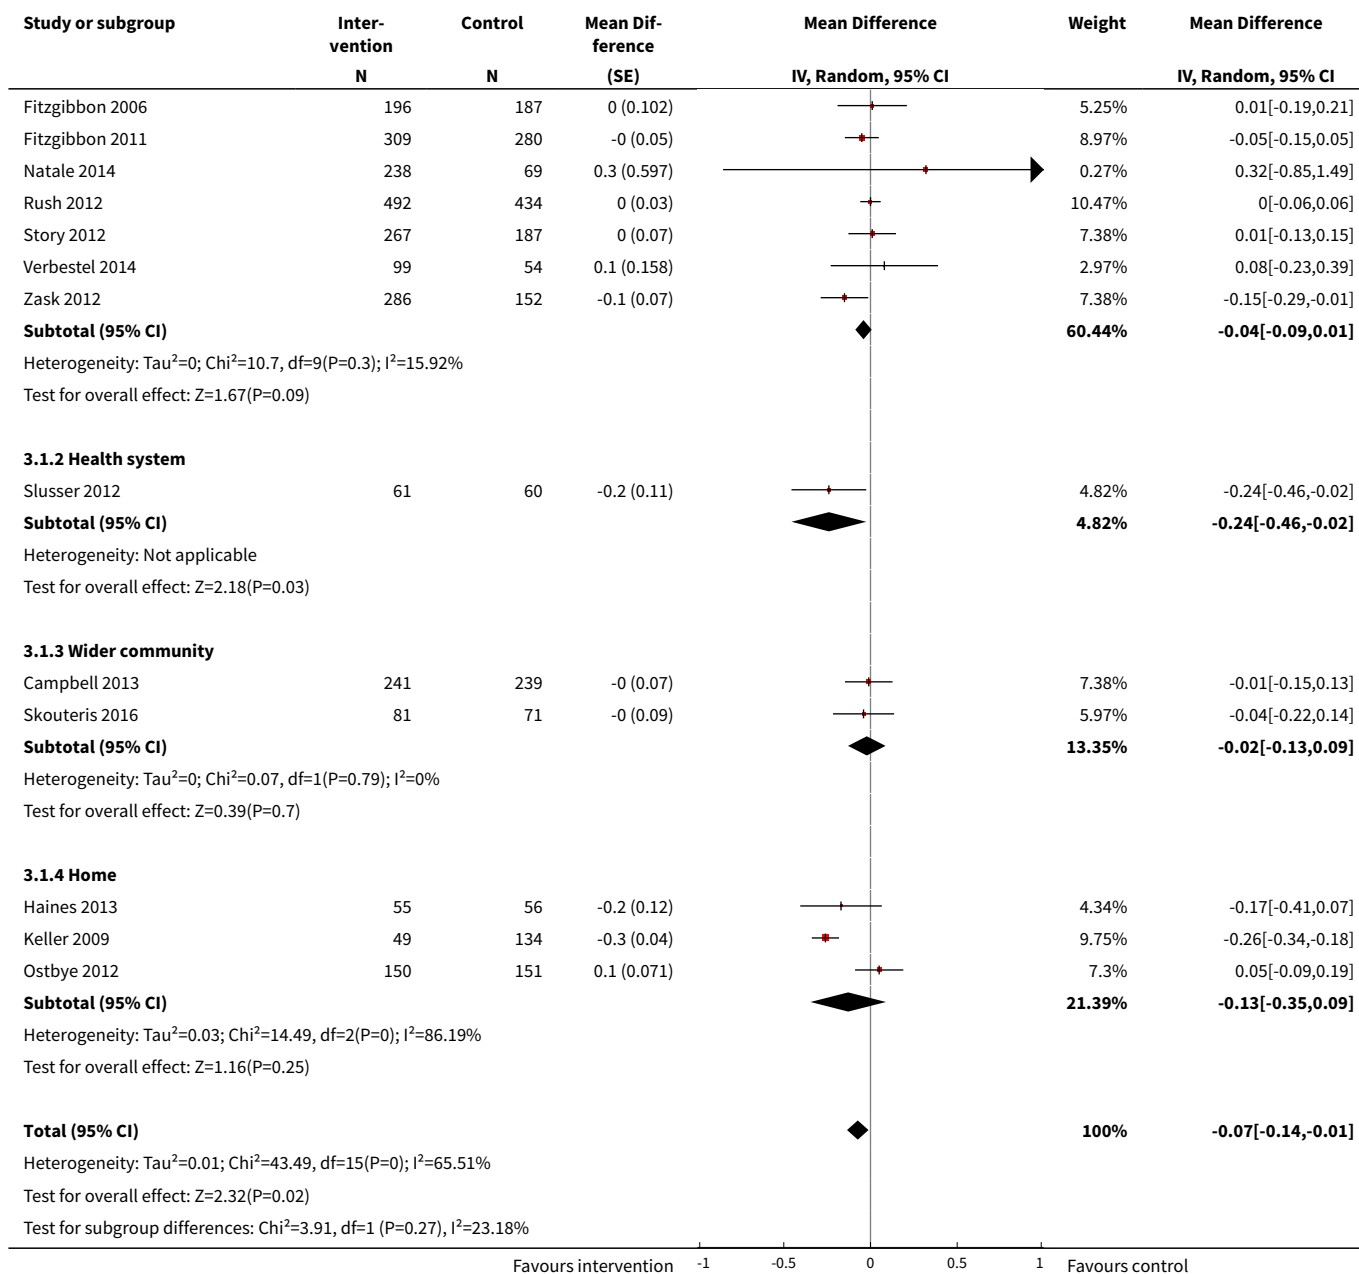 Study or subgroup Inter-vention Control Mean Dif-ference Mean Difference Weight Mean Difference
N N (SE) IV, Random, 95% CI IV, Random, 95% CI
Fitzgibbon 2006 196 187 0 (0.102) 5.25% 0.01[-0.19,0.21]
Fitzgibbon 2011 309 280 -0 (0.05) 8.97% -0.05[-0.15,0.05]
Natale 2014 238 69 0.3 (0.597) 0.27% 0.32[-0.85,1.49]
Rush 2012 492 434 0 (0.03) 10.47% 0[-0.06,0.06]
Story 2012 267 187 0 (0.07) 7.38% 0.01[-0.13,0.15]
Verbestel 2014 99 54 0.1 (0.158) 2.97% 0.08[-0.23,0.39]
Zask 2012 286 152 -0.1 (0.07) 7.38% -0.15[-0.29,-0.01]
Subtotal (95% CI) 60.44% -0.04[-0.09,0.01]
Heterogeneity: Tau²=0; Chi²=10.7, df=9(P=0.3); I²=15.92%
Test for overall effect: Z=1.67(P=0.09)
3.1.2 Health system
Slusser 2012 61 60 -0.2 (0.11) 4.82% -0.24[-0.46,-0.02]
Subtotal (95% CI) 4.82% -0.24[-0.46,-0.02]
Heterogeneity: Not applicable
Test for overall effect: Z=2.18(P=0.03)
3.1.3 Wider community
Campbell 2013 241 239 -0 (0.07) 7.38% -0.01[-0.15,0.13]
Skouteris 2016 81 71 -0 (0.09) 5.97% -0.04[-0.22,0.14]
Subtotal (95% CI) 13.35% -0.02[-0.13,0.09]
Heterogeneity: Tau²=0; Chi²=0.07, df=1(P=0.79); I²=0%
Test for overall effect: Z=0.39(P=0.7)
3.1.4 Home
Haines 2013 55 56 -0.2 (0.12) 4.34% -0.17[-0.41,0.07]
Keller 2009 49 134 -0.3 (0.04) 9.75% -0.26[-0.34,-0.18]
Ostbye 2012 150 151 0.1 (0.071) 7.3% 0.05[-0.09,0.19]
Subtotal (95% CI) 21.39% -0.13[-0.35,0.09]
Heterogeneity: Tau²=0.03; Chi²=14.49, df=2(P=0); I²=86.19%
Test for overall effect: Z=1.16(P=0.25)
Total (95% CI) 100% -0.07[-0.14,-0.01]
Heterogeneity: Tau²=0.01; Chi²=43.49, df=15(P=0); I²=65.51%
Test for overall effect: Z=2.32(P=0.02)
Test for subgroup differences: Chi²=3.91, df=1 (P=0.27), I²=23.18%
Favours intervention -1 -0.5 0 0.5 1 Favours control